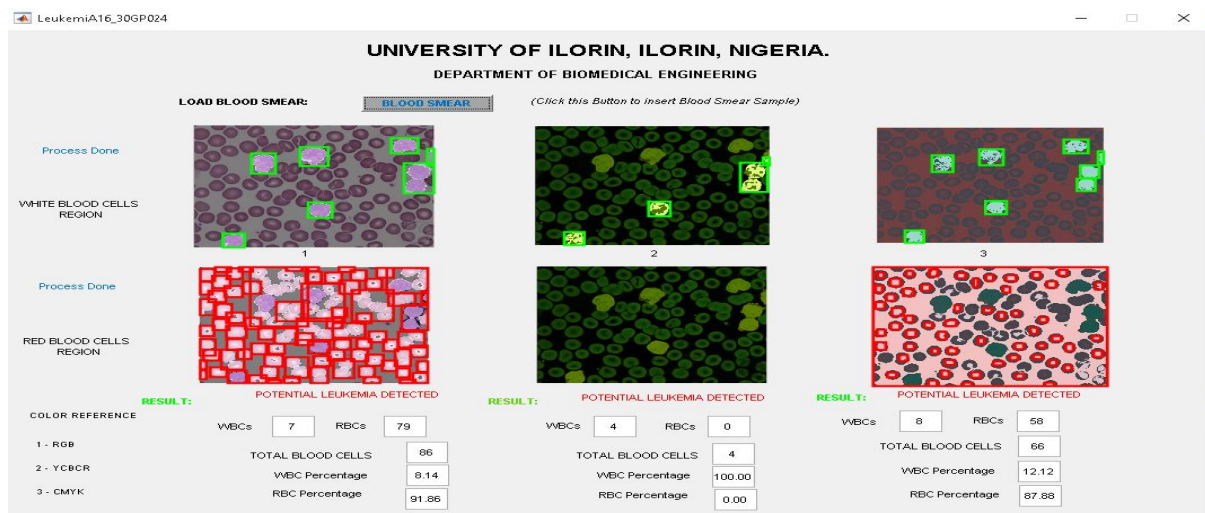 LeukemiA16_30GP024
UNIVERSITY OF ILORIN, ILORIN, NIGERIA.
DEPARTMENT OF BIOMEDICAL ENGINEERING
LOAD BLOOD SMEAR: BLOOD SMEAR (Click this Button to insert Blood Smear Sample)
Process Done
WHITE BLOOD CELLS
REGION
1 2 3
Process Done
RED BLOOD CELLS
REGION
RESULT: POTENTIAL LEUKEMIA DETECTED RESULT: POTENTIAL LEUKEMIA DETECTED RESULT: POTENTIAL LEUKEMIA DETECTED
COLOR REFERENCE
WBCs 7 RBCs 79 WBCs 4 RBCs 0 WBCs 8 RBCs 58
1 - RGB
TOTAL BLOOD CELLS 86 TOTAL BLOOD CELLS 4 TOTAL BLOOD CELLS 66
2 - YCBCR
WBC Percentage 8.14 WBC Percentage 100.00 WBC Percentage 12.12
3 - CMYK
RBC Percentage 91.86 RBC Percentage 0.00 RBC Percentage 87.88